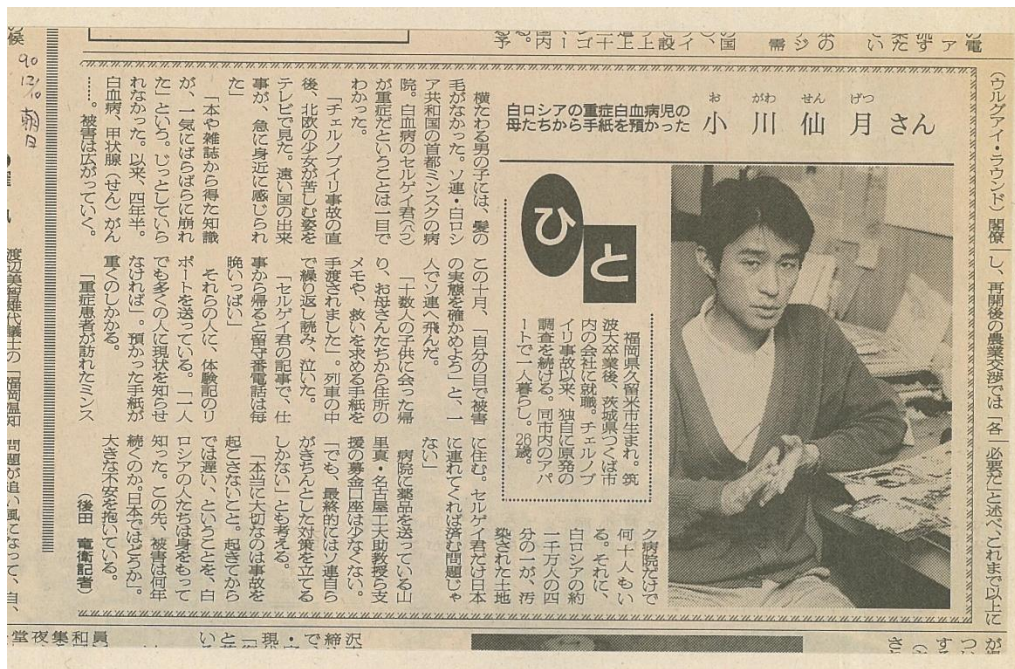 90
12/10
朝日
(ウルグアイ・ラウンド)閣僚
し、再開後の農業交渉では「各
必要だ」と述べ、これまで以上に
白ロシアの重症白血病児の
母たちから手紙を預かった
小川仙月さん
お がわ せん げつ
ひと
福岡県久留米市生まれ。筑
波大卒業後、茨城県つくば市
内の会社に就職。チェルノブ
イリ事故以来、独自に原発の
調査を続ける。同市内のアパ
ートで一人暮らし。26歳。
横たわる男の子には、髪の
毛がなかった。ソ連・白ロシ
ア共和国の首都ミンスクの病
院。白血病のセルゲイ君(八つ)
が重症だということは一目で
わかった。
「チェルノブイリ事故の直
後、北欧の少女が苦しむ姿を
テレビで見た。遠い国の出来
事が、急に身近に感じられ
た」
「本や雑誌から得た知識
が、一気にばらばらに崩れ
た」という。じっとしていら
れなかった。以来、四年半。
白血病、甲状腺(せん)がん
……。被害は広がっていく。
この十月、「自分の目で被害
の実態を確かめよう」と、一
人でソ連へ飛んだ。
「十数人の子供に会った帰
り、お母さんたちから住所の
メモや、救いを求める手紙を
手渡されました」。列車の中
で繰り返し読み、泣いた。
「セルゲイ君の記事で、仕
事から帰ると留守番電話は毎
晩いっぱい」
それらの人に、体験記のリ
ポートを送っている。「一人
でも多くの人に現状を知らせ
なければ」。預かった手紙が
重くのしかかる。
「重症患者が訪れたミンス
ク病院だけで
何十人もい
る。それに、
白ロシアの約
一千万人の四
分の一が、汚
染された土地
に住む。セルゲイ君だけ日本
に連れてくれば済む問題じゃ
ない」
病院に薬品を送っている山
里真・名古屋工大助教授ら支
援の募金口座は少なくない。
「でも、最終的にはソ連自ら
がきちんとした対策を立てる
しかない」とも考える。
「本当に大切なのは事故を
起こさないこと。起きてから
では遅い、ということを、白
ロシアの人たちは身をもって
知った。この先、被害は何年
続くのか。日本ではどうか」。
大きな不安を抱いている。
(後田 竜衛記者)
渡辺美智雄代議士の「福岡温知
問題が追い風になって、自、